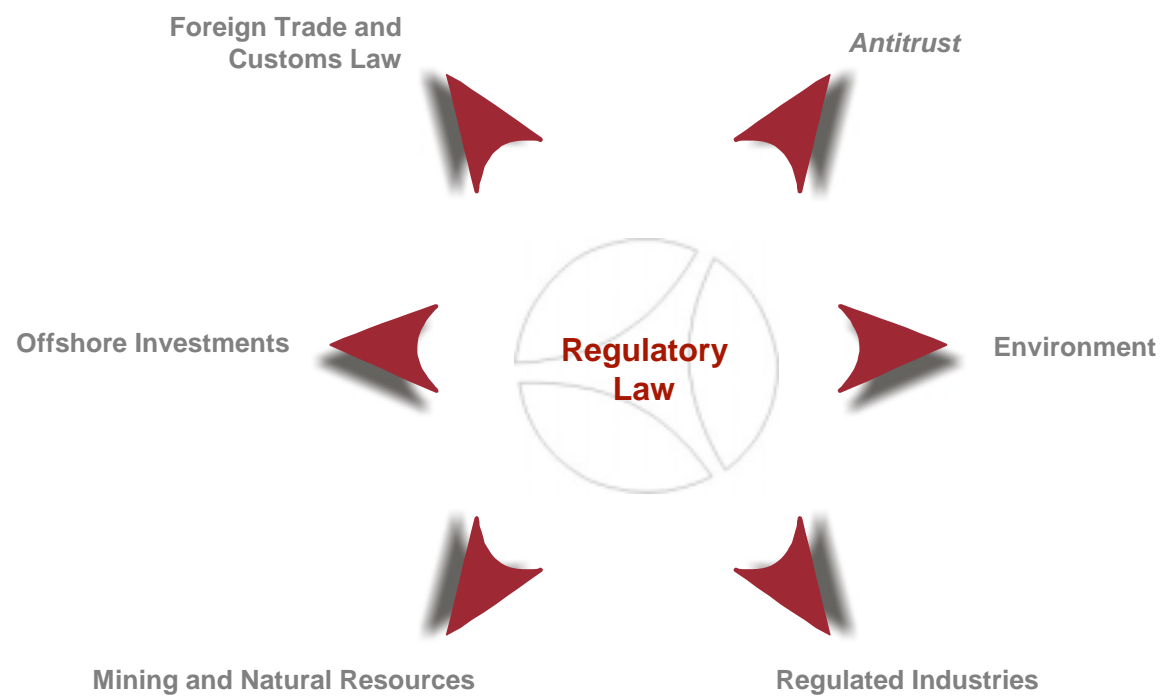 Foreign Trade and
Customs Law
Antitrust
Offshore Investments
Regulatory
Law
Environment
Mining and Natural Resources
Regulated Industries